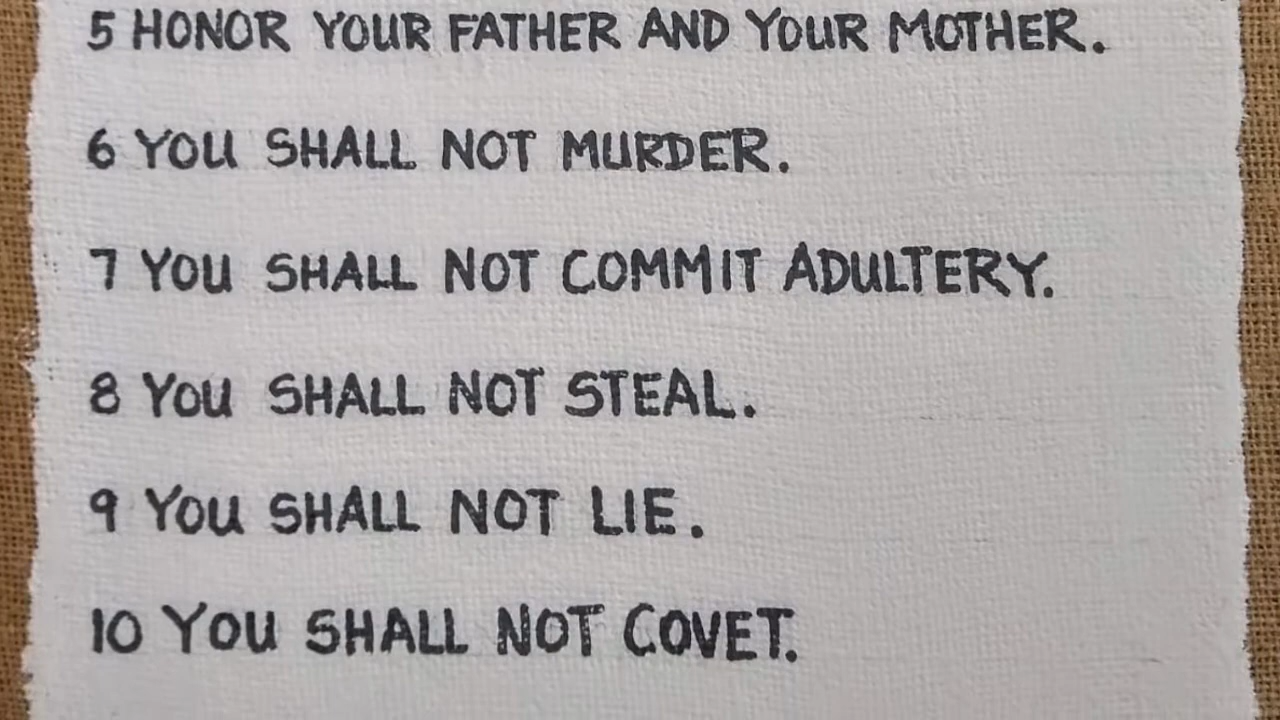 5 HONOR YOUR FATHER AND YOUR MOTHER.
6 YOU SHALL NOT MURDER.
7 YOU SHALL NOT COMMIT ADULTERY.
8 YOU SHALL NOT STEAL.
9 YOU SHALL NOT LIE.
10 YOU SHALL NOT COVET.